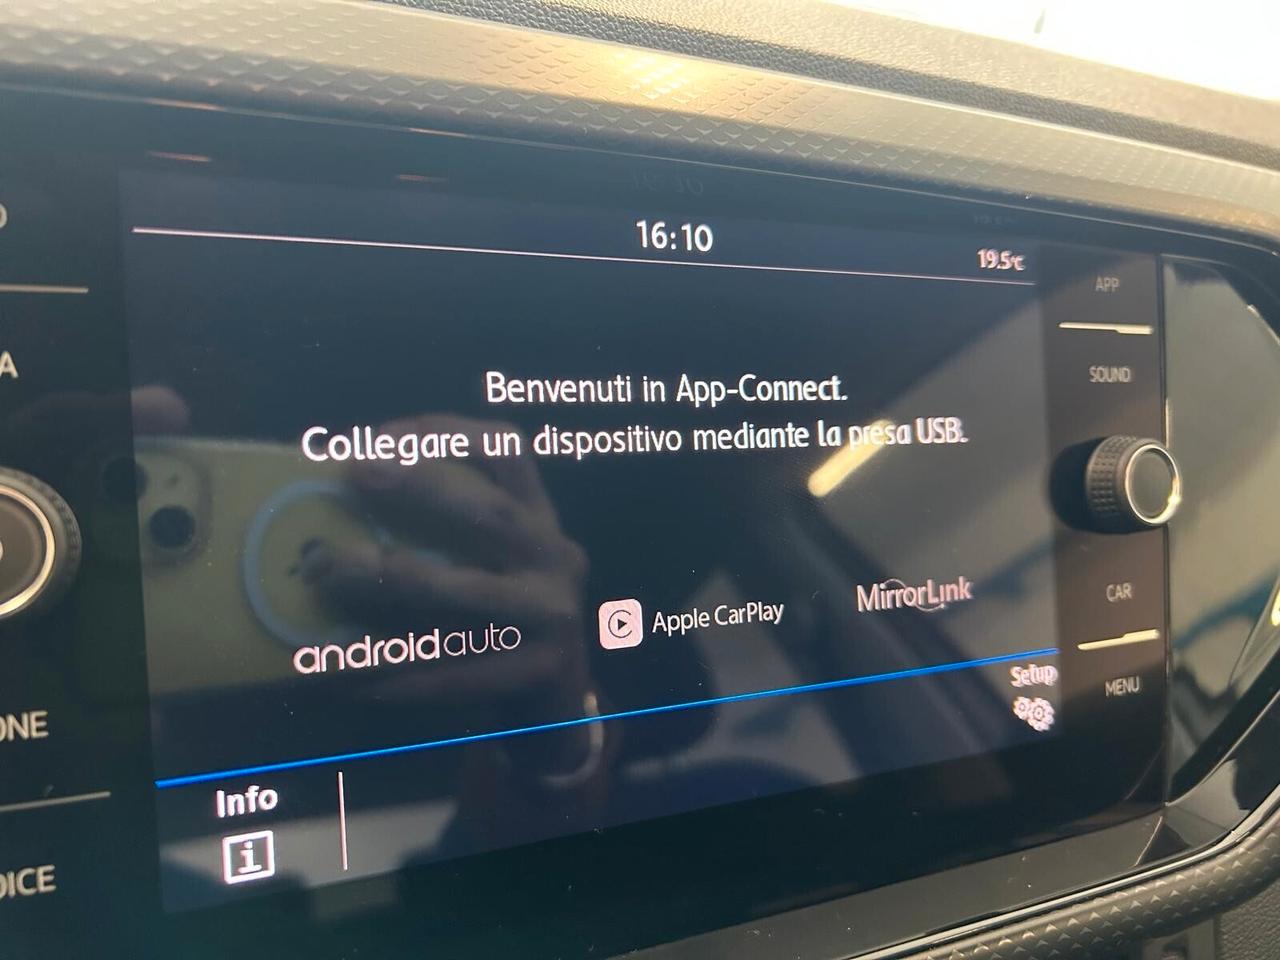 16:10
19.5°C
Benvenuti in App-Connect.
Collegare un dispositivo mediante la presa USB.
androidauto
Apple CarPlay
MirrorLink
Setup
Info
i
APP
SOUND
CAR
MENU